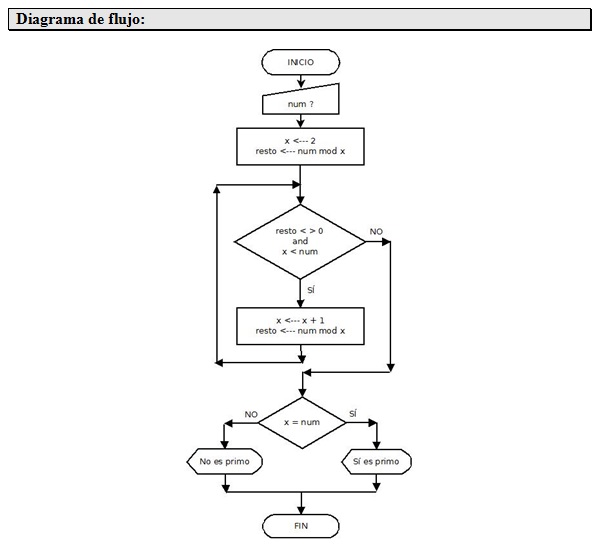 Diagrama de flujo:
INICIO
num ?
x <--- 2
resto <--- num mod x
resto < > 0
and
x < num
NO
SÍ
x <--- x + 1
resto <--- num mod x
NO
x = num
SÍ
No es primo
Sí es primo
FIN